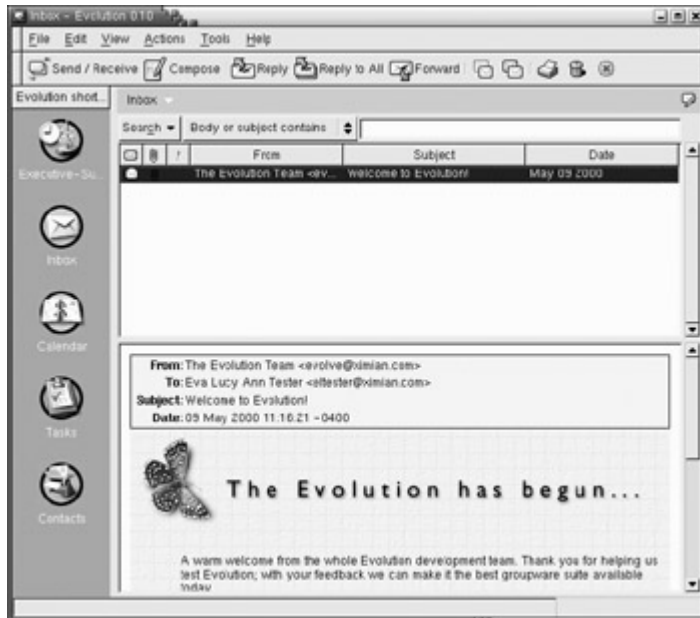 Inbox - Evolution 010
File Edit View Actions Tools Help
Send / Receive Compose Reply Reply to All Forward
Evolution short...
Inbox
Search Body or subject contains
! From Subject Date
The Evolution Team <ev... Welcome to Evolution! May 09 2000
Executive-Su...
Inbox
Calendar
Tasks
Contacts
From: The Evolution Team <evolve@ximian.com>
To: Eva Lucy Ann Tester <eltester@ximian.com>
Subject: Welcome to Evolution!
Date: 09 May 2000 11:16:21 -0400
The Evolution has begun...
A warm welcome from the whole Evolution development team. Thank you for helping us
test Evolution; with your feedback we can make it the best groupware suite available
today